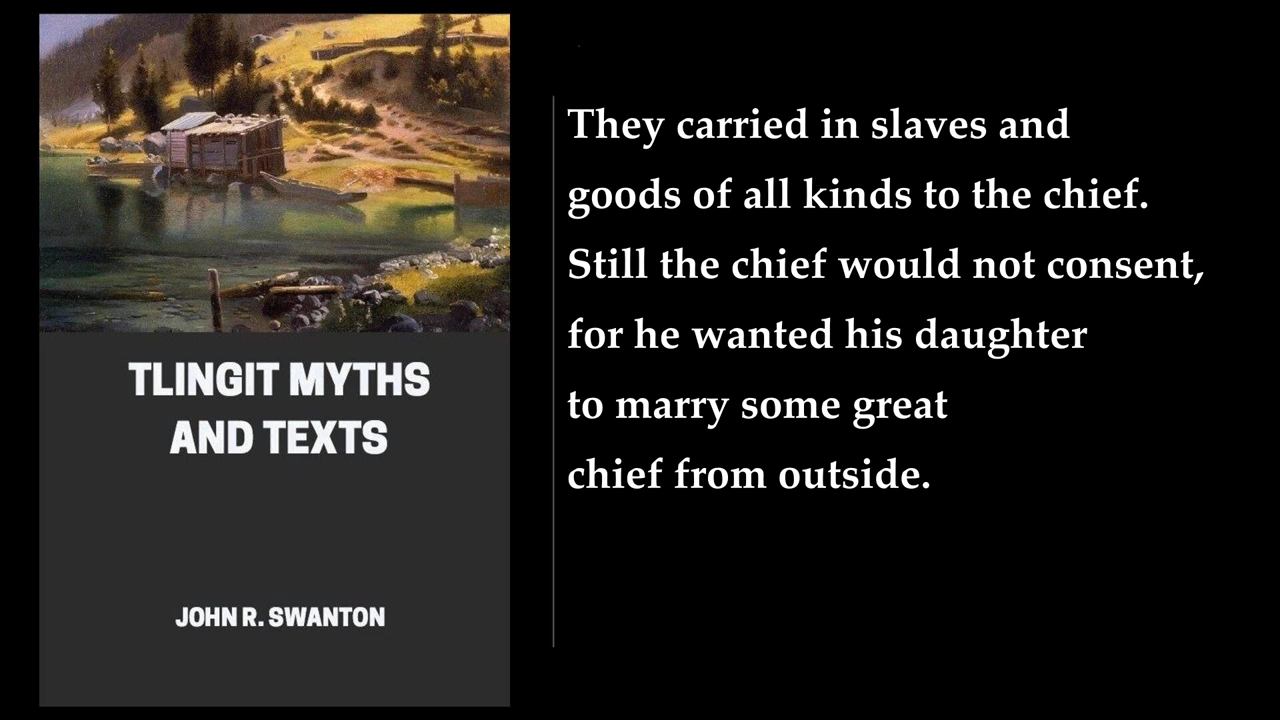 TLINGIT MYTHS
AND TEXTS
JOHN R. SWANTON
They carried in slaves and
goods of all kinds to the chief.
Still the chief would not consent,
for he wanted his daughter
to marry some great
chief from outside.